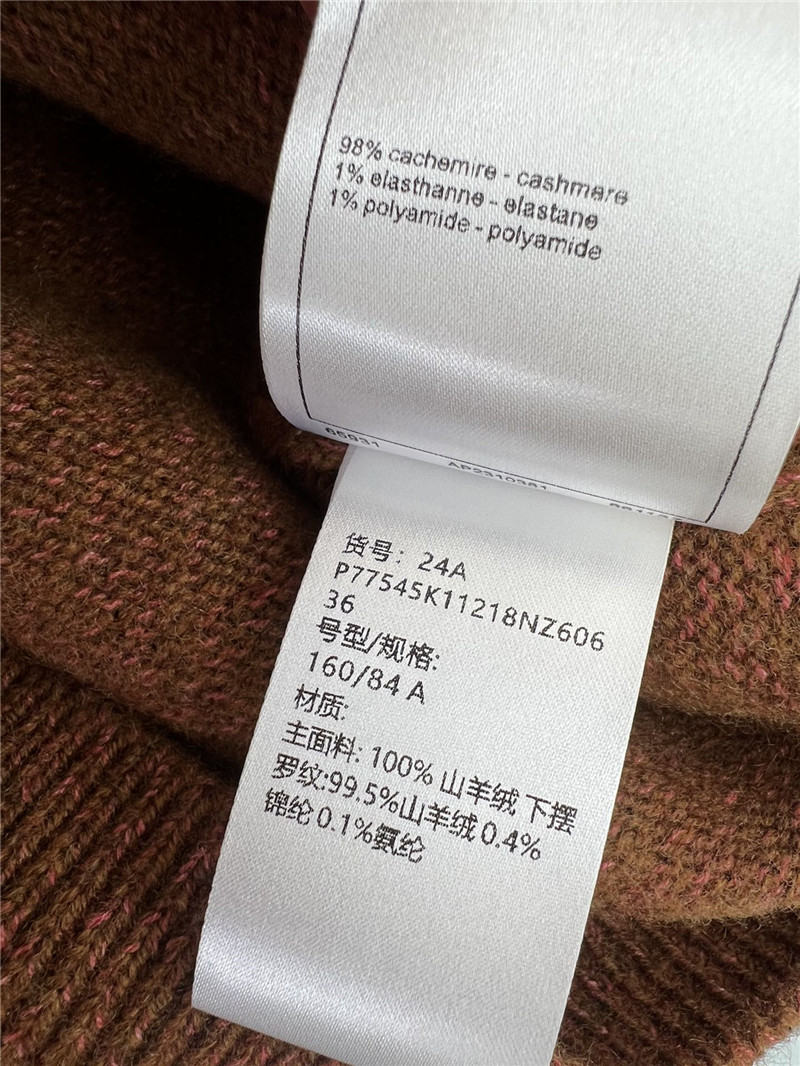 98% cachemire - cashmere
1% elasthanne - elastane
1% polyamide - polyamide
65931 AP2310381
货号：24A
P77545K11218NZ606
36
号型/规格:
160/84 A
材质:
主面料: 100% 山羊绒 下摆
罗纹:99.5%山羊绒 0.4%
锦纶 0.1%氨纶